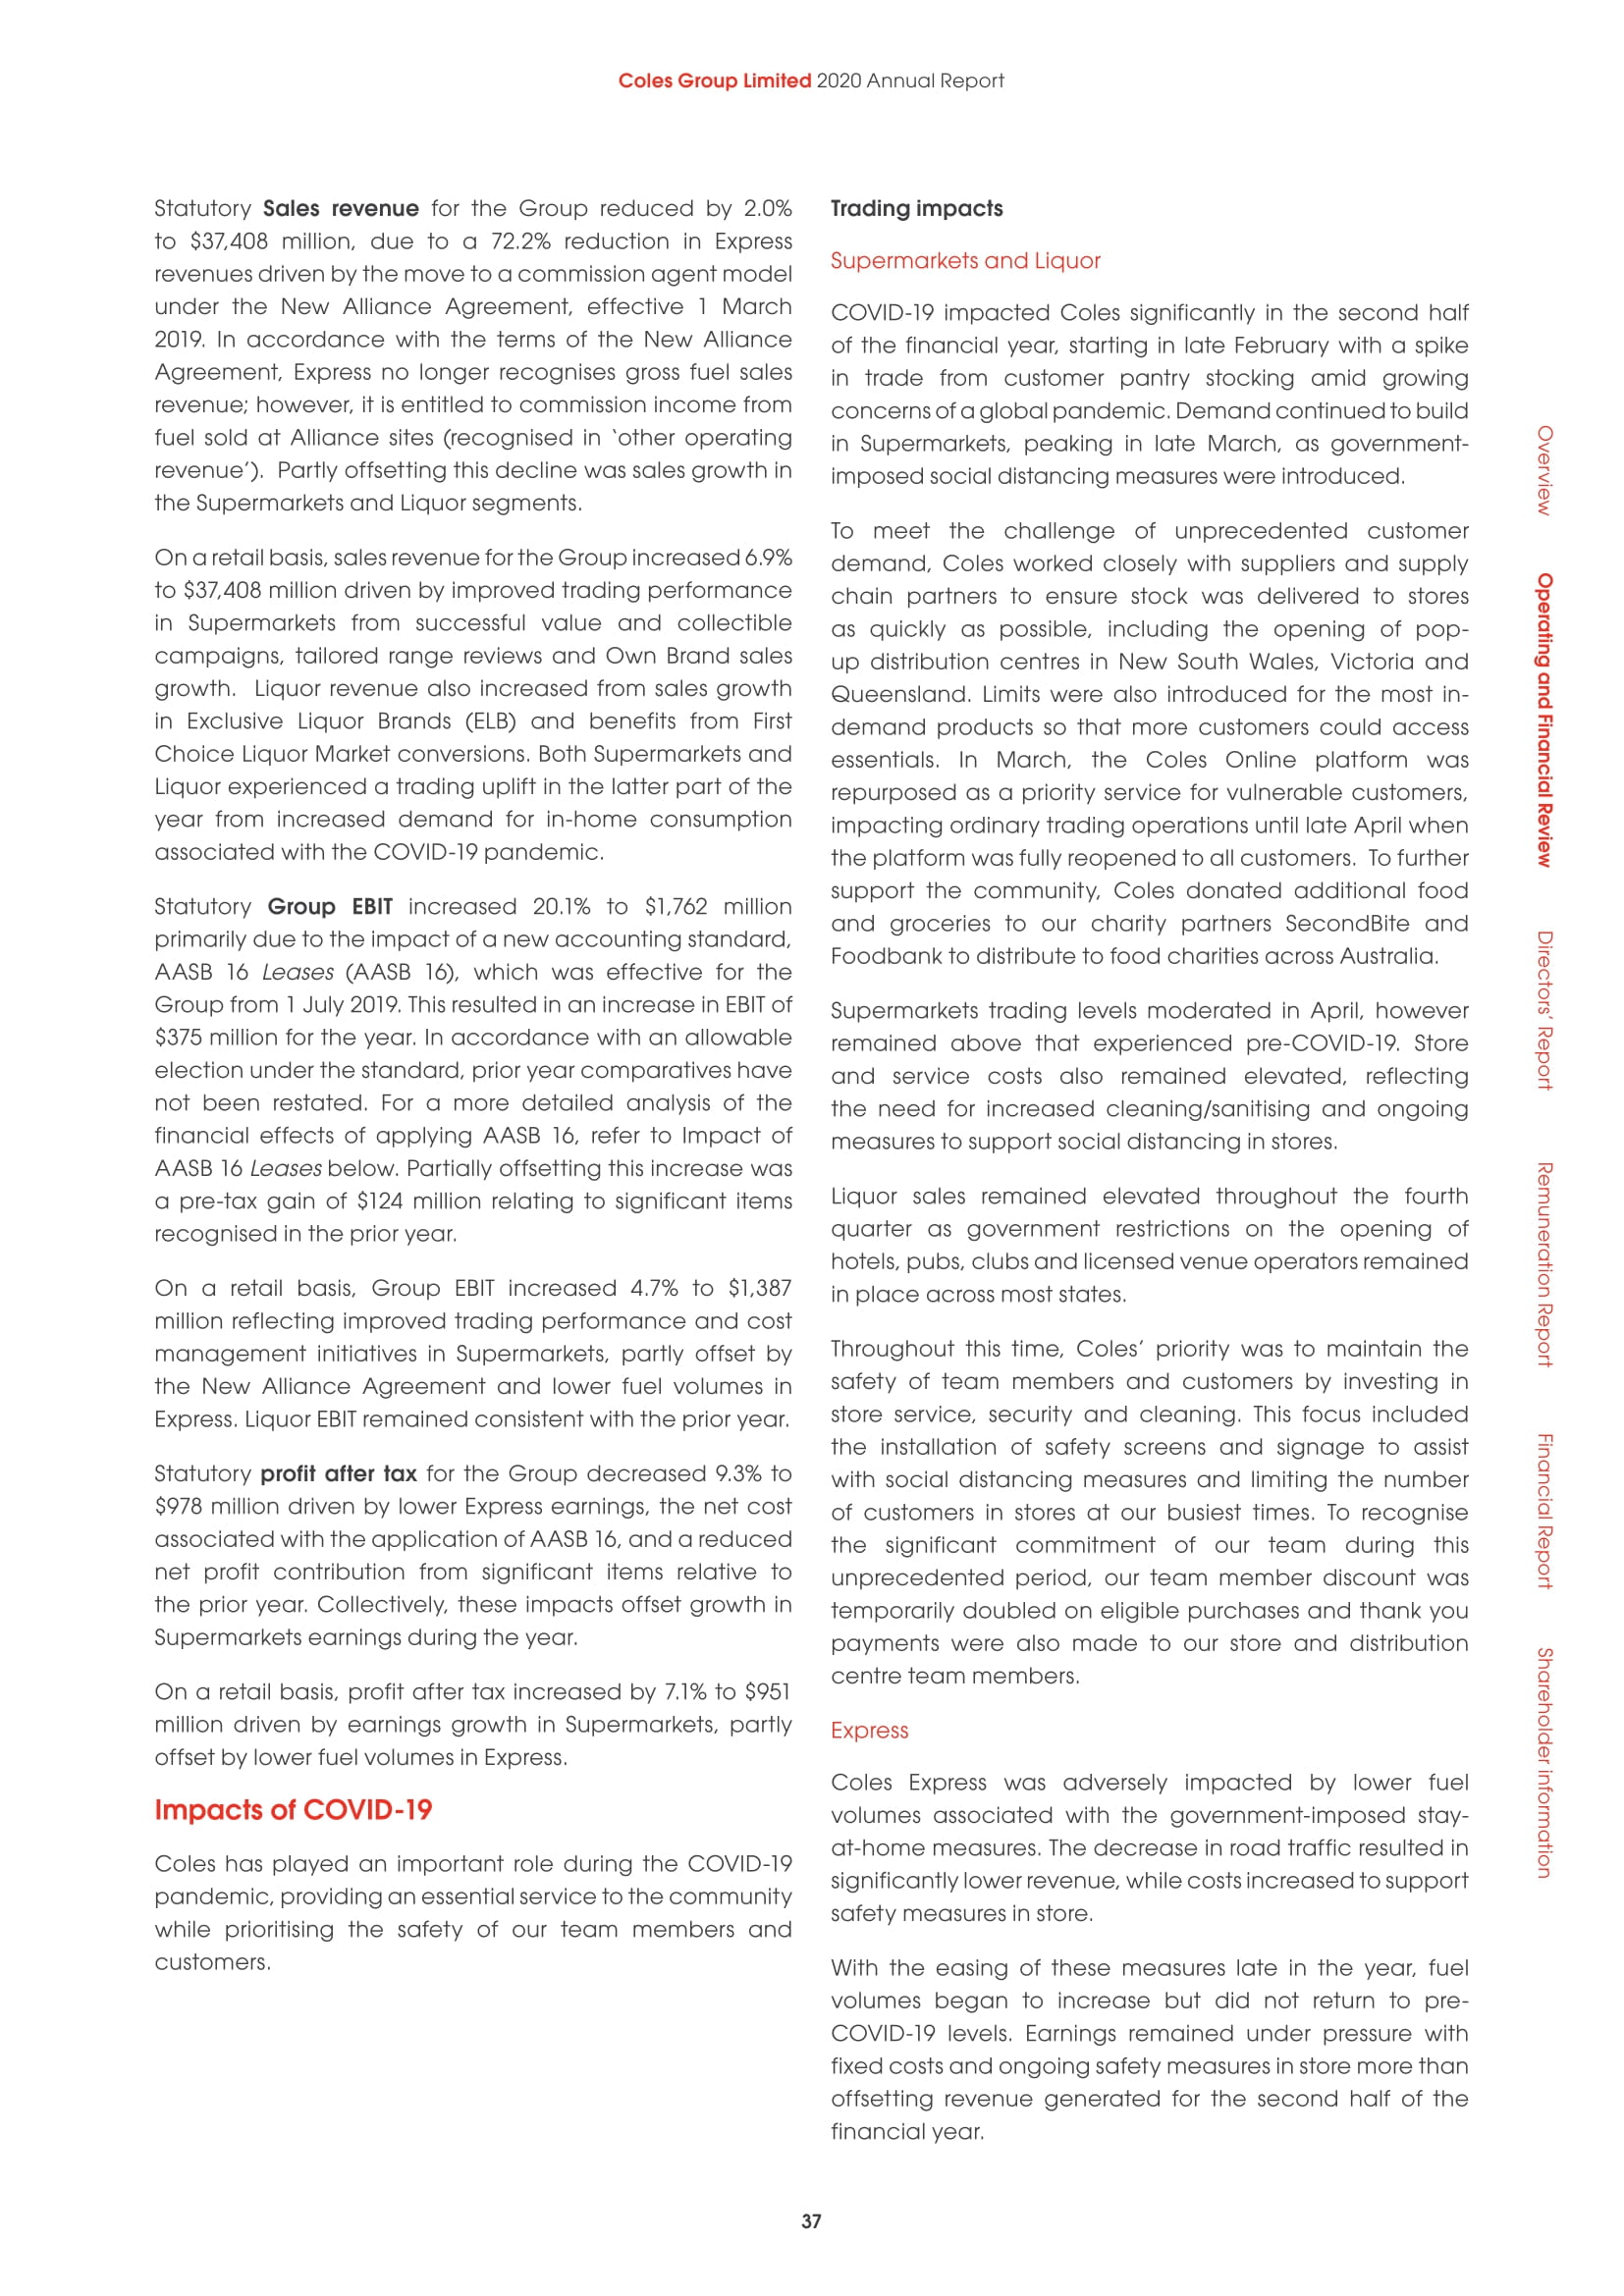 Coles Group Limited 2020 Annual Report
Statutory Sales revenue for the Group reduced by 2.0%
to $37,408 million, due to a 72.2% reduction in Express
revenues driven by the move to a commission agent model
under the New Alliance Agreement, effective 1 March
2019. In accordance with the terms of the New Alliance
Agreement, Express no longer recognises gross fuel sales
revenue; however, it is entitled to commission income from
fuel sold at Alliance sites (recognised in ‘other operating
revenue’).  Partly offsetting this decline was sales growth in
the Supermarkets and Liquor segments.
On a retail basis, sales revenue for the Group increased 6.9%
to $37,408 million driven by improved trading performance
in Supermarkets from successful value and collectible
campaigns, tailored range reviews and Own Brand sales
growth.  Liquor revenue also increased from sales growth
in Exclusive Liquor Brands (ELB) and benefits from First
Choice Liquor Market conversions. Both Supermarkets and
Liquor experienced a trading uplift in the latter part of the
year from increased demand for in-home consumption
associated with the COVID-19 pandemic.
Statutory Group EBIT increased 20.1% to $1,762 million
primarily due to the impact of a new accounting standard,
AASB 16 Leases (AASB 16), which was effective for the
Group from 1 July 2019. This resulted in an increase in EBIT of
$375 million for the year. In accordance with an allowable
election under the standard, prior year comparatives have
not been restated. For a more detailed analysis of the
financial effects of applying AASB 16, refer to Impact of
AASB 16 Leases below. Partially offsetting this increase was
a pre-tax gain of $124 million relating to significant items
recognised in the prior year.
On a retail basis, Group EBIT increased 4.7% to $1,387
million reflecting improved trading performance and cost
management initiatives in Supermarkets, partly offset by
the New Alliance Agreement and lower fuel volumes in
Express. Liquor EBIT remained consistent with the prior year.
Statutory profit after tax for the Group decreased 9.3% to
$978 million driven by lower Express earnings, the net cost
associated with the application of AASB 16, and a reduced
net profit contribution from significant items relative to
the prior year. Collectively, these impacts offset growth in
Supermarkets earnings during the year.
On a retail basis, profit after tax increased by 7.1% to $951
million driven by earnings growth in Supermarkets, partly
offset by lower fuel volumes in Express.
Impacts of COVID-19
Coles has played an important role during the COVID-19
pandemic, providing an essential service to the community
while prioritising the safety of our team members and
customers.
Trading impacts
Supermarkets and Liquor
COVID-19 impacted Coles significantly in the second half
of the financial year, starting in late February with a spike
in trade from customer pantry stocking amid growing
concerns of a global pandemic. Demand continued to build
in Supermarkets, peaking in late March, as government-
imposed social distancing measures were introduced.
To meet the challenge of unprecedented customer
demand, Coles worked closely with suppliers and supply
chain partners to ensure stock was delivered to stores
as quickly as possible, including the opening of pop-
up distribution centres in New South Wales, Victoria and
Queensland. Limits were also introduced for the most in-
demand products so that more customers could access
essentials. In March, the Coles Online platform was
repurposed as a priority service for vulnerable customers,
impacting ordinary trading operations until late April when
the platform was fully reopened to all customers.  To further
support the community, Coles donated additional food
and groceries to our charity partners SecondBite and
Foodbank to distribute to food charities across Australia.
Supermarkets trading levels moderated in April, however
remained above that experienced pre-COVID-19. Store
and service costs also remained elevated, reflecting
the need for increased cleaning/sanitising and ongoing
measures to support social distancing in stores.
Liquor sales remained elevated throughout the fourth
quarter as government restrictions on the opening of
hotels, pubs, clubs and licensed venue operators remained
in place across most states.
Throughout this time, Coles’ priority was to maintain the
safety of team members and customers by investing in
store service, security and cleaning. This focus included
the installation of safety screens and signage to assist
with social distancing measures and limiting the number
of customers in stores at our busiest times. To recognise
the significant commitment of our team during this
unprecedented period, our team member discount was
temporarily doubled on eligible purchases and thank you
payments were also made to our store and distribution
centre team members.
Express
Coles Express was adversely impacted by lower fuel
volumes associated with the government-imposed stay-
at-home measures. The decrease in road traffic resulted in
significantly lower revenue, while costs increased to support
safety measures in store.
With the easing of these measures late in the year, fuel
volumes began to increase but did not return to pre-
COVID-19 levels. Earnings remained under pressure with
fixed costs and ongoing safety measures in store more than
offsetting revenue generated for the second half of the
financial year.
Overview
Operating and Financial Review
Directors’ Report
Remuneration Report
Financial Report
Shareholder information
37